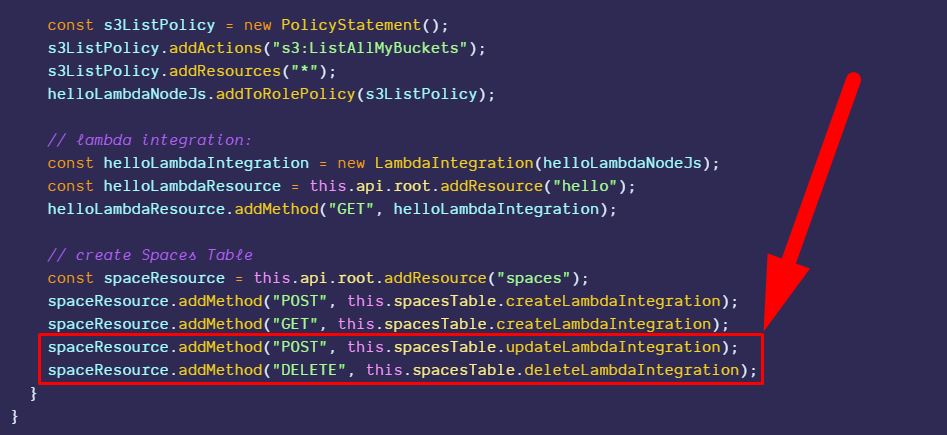 const s3ListPolicy = new PolicyStatement();
s3ListPolicy.addActions("s3:ListAllMyBuckets");
s3ListPolicy.addResources("*");
helloLambdaNodeJs.addToRolePolicy(s3ListPolicy);
// lambda integration:
const helloLambdaIntegration = new LambdaIntegration(helloLambdaNodeJs);
const helloLambdaResource = this.api.root.addResource("hello");
helloLambdaResource.addMethod("GET", helloLambdaIntegration);
// create Spaces Table
const spaceResource = this.api.root.addResource("spaces");
spaceResource.addMethod("POST", this.spacesTable.createLambdaIntegration);
spaceResource.addMethod("GET", this.spacesTable.createLambdaIntegration);
spaceResource.addMethod("POST", this.spacesTable.updateLambdaIntegration);
spaceResource.addMethod("DELETE", this.spacesTable.deleteLambdaIntegration);
}
}